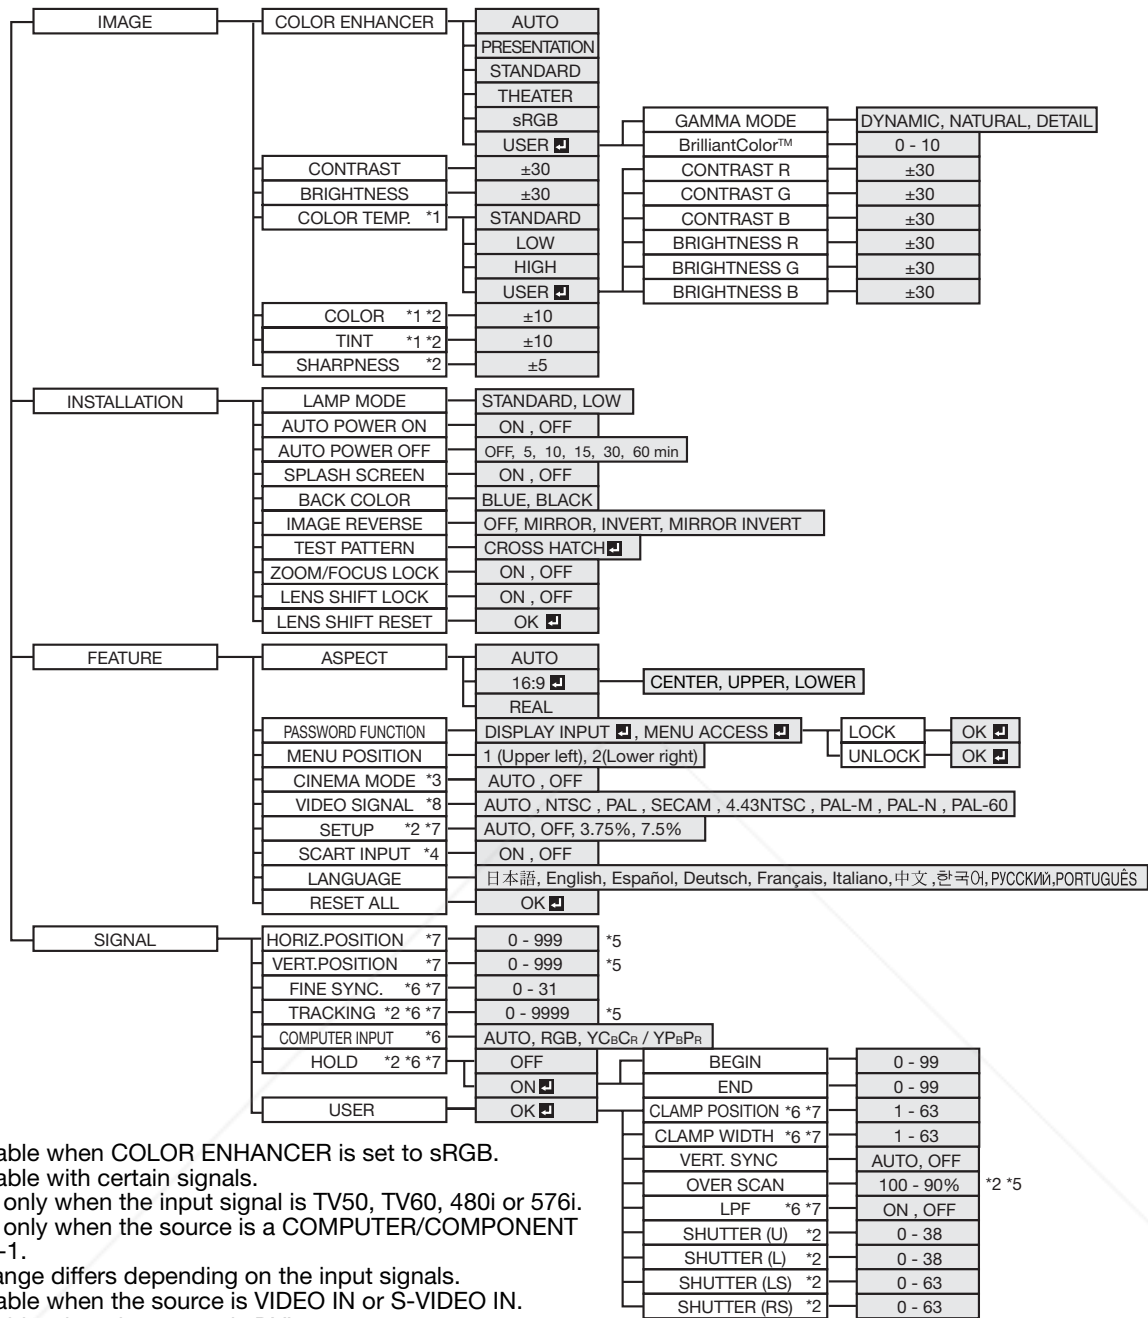 IMAGE COLOR ENHANCER AUTO
PRESENTATION
STANDARD
THEATER
sRGB GAMMA MODE DYNAMIC, NATURAL, DETAIL
USER BrilliantColor™ 0 - 10
CONTRAST ±30 CONTRAST R ±30
BRIGHTNESS ±30 CONTRAST G ±30
COLOR TEMP. *1 STANDARD CONTRAST B ±30
LOW BRIGHTNESS R ±30
HIGH BRIGHTNESS G ±30
USER BRIGHTNESS B ±30
COLOR *1 *2 ±10
TINT *1 *2 ±10
SHARPNESS *2 ±5
INSTALLATION LAMP MODE STANDARD, LOW
AUTO POWER ON ON , OFF
AUTO POWER OFF OFF, 5, 10, 15, 30, 60 min
SPLASH SCREEN ON , OFF
BACK COLOR BLUE, BLACK
IMAGE REVERSE OFF, MIRROR, INVERT, MIRROR INVERT
TEST PATTERN CROSS HATCH
ZOOM/FOCUS LOCK ON , OFF
LENS SHIFT LOCK ON , OFF
LENS SHIFT RESET OK
FEATURE ASPECT AUTO
16:9 CENTER, UPPER, LOWER
REAL
PASSWORD FUNCTION DISPLAY INPUT , MENU ACCESS LOCK OK
MENU POSITION 1 (Upper left), 2(Lower right) UNLOCK OK
CINEMA MODE *3 AUTO , OFF
VIDEO SIGNAL *8 AUTO , NTSC , PAL , SECAM , 4.43NTSC , PAL-M , PAL-N , PAL-60
SETUP *2 *7 AUTO, OFF, 3.75%, 7.5%
SCART INPUT *4 ON , OFF
LANGUAGE 日本語, English, Español, Deutsch, Français, Italiano,中文 ,한국어, РУССКИЙ,PORTUGUÊS
RESET ALL OK
SIGNAL HORIZ.POSITION *7 0 - 999 *5
VERT.POSITION *7 0 - 999 *5
FINE SYNC. *6 *7 0 - 31
TRACKING *2 *6 *7 0 - 9999 *5
COMPUTER INPUT *6 AUTO, RGB, YCBCR / YPBPR
HOLD *2 *6 *7 OFF BEGIN 0 - 99
ON END 0 - 99
USER OK CLAMP POSITION *6 *7 1 - 63
CLAMP WIDTH *6 *7 1 - 63
VERT. SYNC AUTO, OFF
OVER SCAN 100 - 90% *2 *5
LPF *6 *7 ON , OFF
SHUTTER (U) *2 0 - 38
SHUTTER (L) *2 0 - 38
SHUTTER (LS) *2 0 - 63
SHUTTER (RS) *2 0 - 63
able when COLOR ENHANCER is set to sRGB.
able with certain signals.
only when the input signal is TV50, TV60, 480i or 576i.
only when the source is a COMPUTER/COMPONENT
-1.
ange differs depending on the input signals.
able when the source is VIDEO IN or S-VIDEO IN.